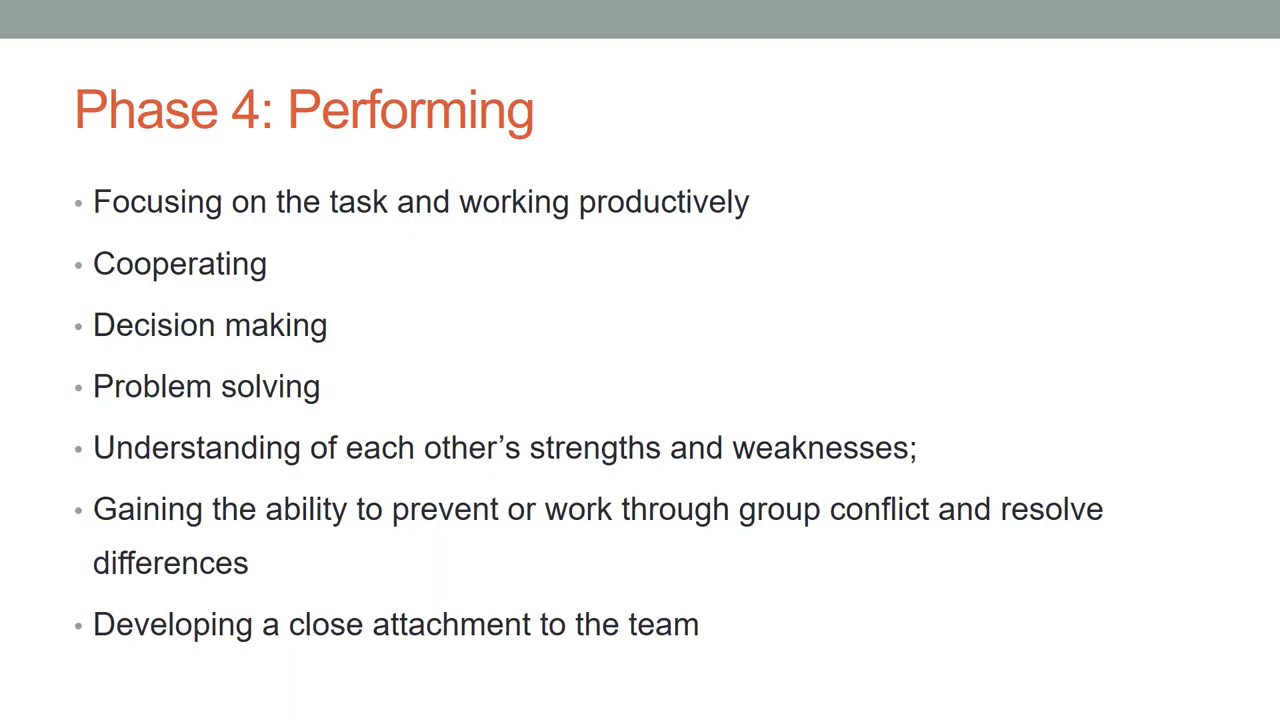 Phase 4: Performing
• Focusing on the task and working productively
• Cooperating
• Decision making
• Problem solving
• Understanding of each other’s strengths and weaknesses;
• Gaining the ability to prevent or work through group conflict and resolve
differences
• Developing a close attachment to the team